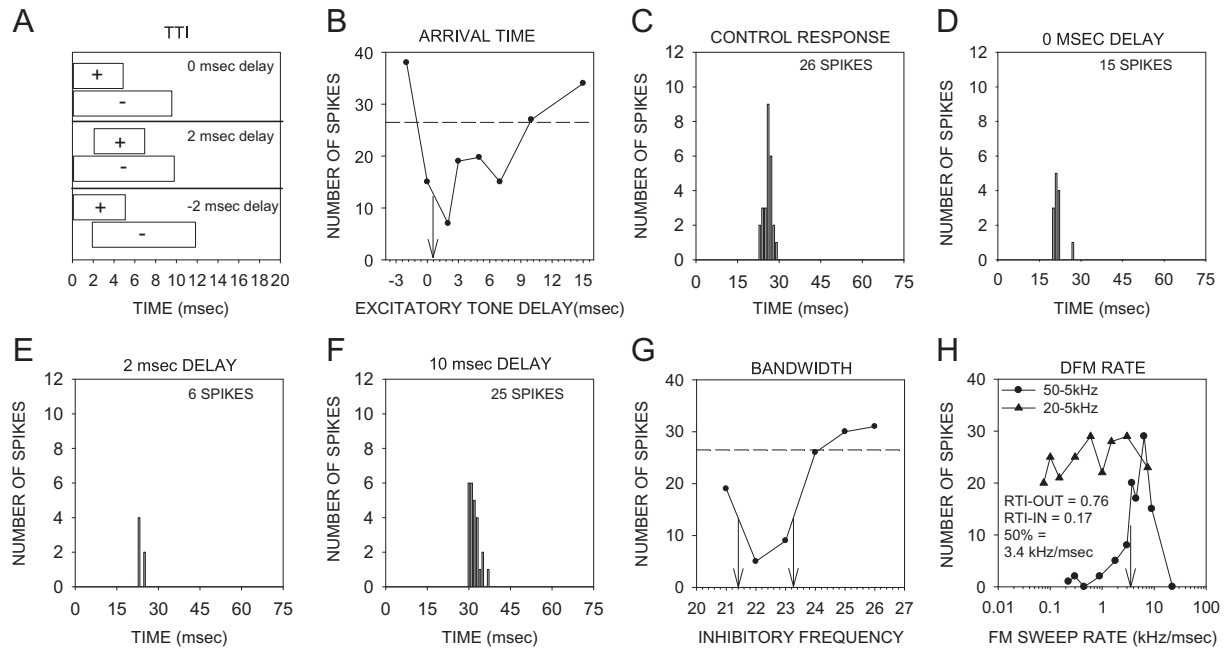 A
TTI
0 msec delay
+
-
2 msec delay
+
-
-2 msec delay
+
-
0 2 4 6 8 10 12 14 16 18 20
TIME (msec)
B
ARRIVAL TIME
NUMBER OF SPIKES
40
30
20
10
0
-3 0 3 6 9 12 15
EXCITATORY TONE DELAY(msec)
C
CONTROL RESPONSE
26 SPIKES
NUMBER OF SPIKES
12
10
8
6
4
2
0
0 15 30 45 60 75
TIME (msec)
D
0 MSEC DELAY
15 SPIKES
NUMBER OF SPIKES
12
10
8
6
4
2
0
0 15 30 45 60 75
TIME (msec)
E
2 msec DELAY
6 SPIKES
NUMBER OF SPIKES
12
10
8
6
4
2
0
0 15 30 45 60 75
TIME (msec)
F
10 msec DELAY
25 SPIKES
NUMBER OF SPIKES
12
10
8
6
4
2
0
0 15 30 45 60 75
TIME (msec)
G
BANDWIDTH
NUMBER OF SPIKES
40
30
20
10
0
20 21 22 23 24 25 26 27
INHIBITORY FREQUENCY
H
DFM RATE
50-5kHz
20-5kHz
NUMBER OF SPIKES
40
30
20
10
0
RTI-OUT = 0.76
RTI-IN = 0.17
50% =
3.4 kHz/msec
0.01 0.1 1 10 100
FM SWEEP RATE (kHz/msec)